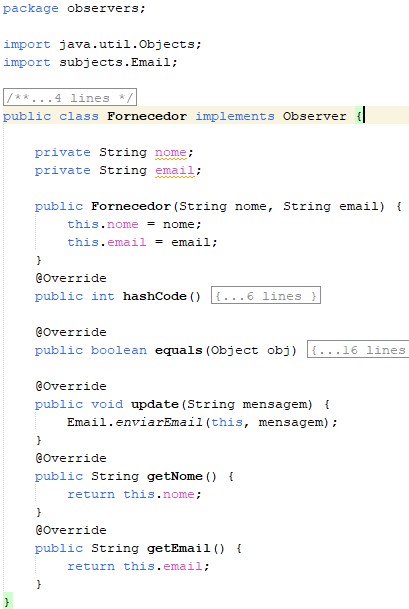 package observers;
import java.util.Objects;
import subjects.Email;
/**...4 lines */
public class Fornecedor implements Observer {
private String nome;
private String email;
public Fornecedor(String nome, String email) {
this.nome = nome;
this.email = email;
}
@Override
public int hashCode() {...6 lines }
@Override
public boolean equals(Object obj) {...16 lines
@Override
public void update(String mensagem) {
Email.enviarEmail(this, mensagem);
}
@Override
public String getNome() {
return this.nome;
}
@Override
public String getEmail() {
return this.email;
}
}